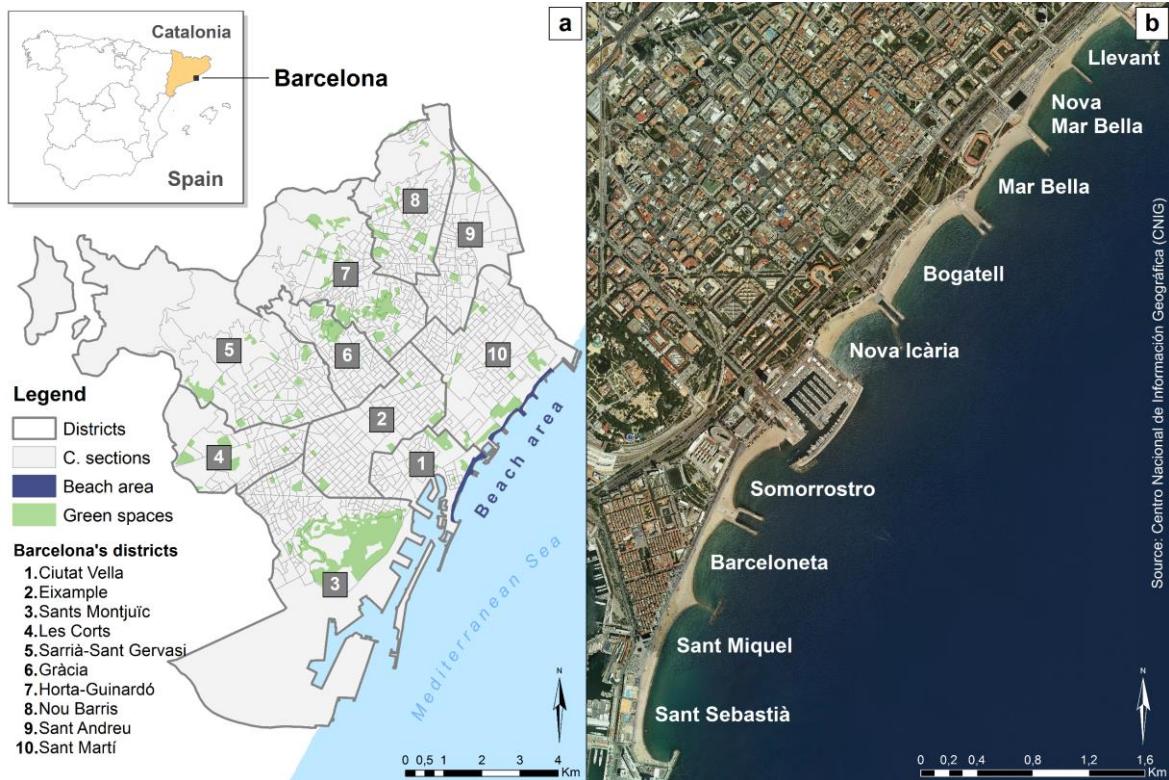 a
Catalonia
Barcelona
Spain
8
9
7
5
6
10
2
4
1
3
Beach area
Mediterranean Sea
Legend
Districts
C. sections
Beach area
Green spaces
Barcelona's districts
1.Ciutat Vella
2.Eixample
3.Sants Montjuïc
4.Les Corts
5.Sarrià-Sant Gervasi
6.Gràcia
7.Horta-Guinardó
8.Nou Barris
9.Sant Andreu
10.Sant Martí
N
0 0,5 1 2 3 4
Km
b
Llevant
Nova
Mar Bella
Mar Bella
Bogatell
Nova Icària
Somorrostro
Barceloneta
Sant Miquel
Sant Sebastià
Source: Centro Nacional de Información Geográfica (CNIG)
N
0 0,2 0,4 0,8 1,2 1,6
Km